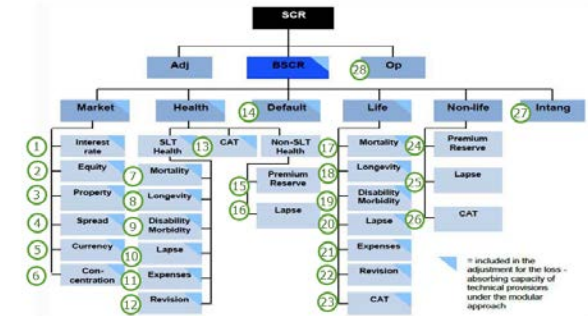 SCR
Adj
BSCR
28 Op
Market
Health
14 Default
Life
Non-life
27 Intang
1 Interest
rate
2 Equity
3 Property
4 Spread
5 Currency
6 Con-
centration
SLT
Health
13 CAT
Non-SLT
Health
7 Mortality
8 Longevity
9 Disability
Morbidity
10 Lapse
11 Expenses
12 Revision
15 Premium
Reserve
16 Lapse
17 Mortality
18 Longevity
19 Disability
Morbidity
20 Lapse
21 Expenses
22 Revision
23 CAT
24 Premium
Reserve
25 Lapse
26 CAT
= included in the
adjustment for the loss -
absorbing capacity of
technical provisions
under the modular
approach